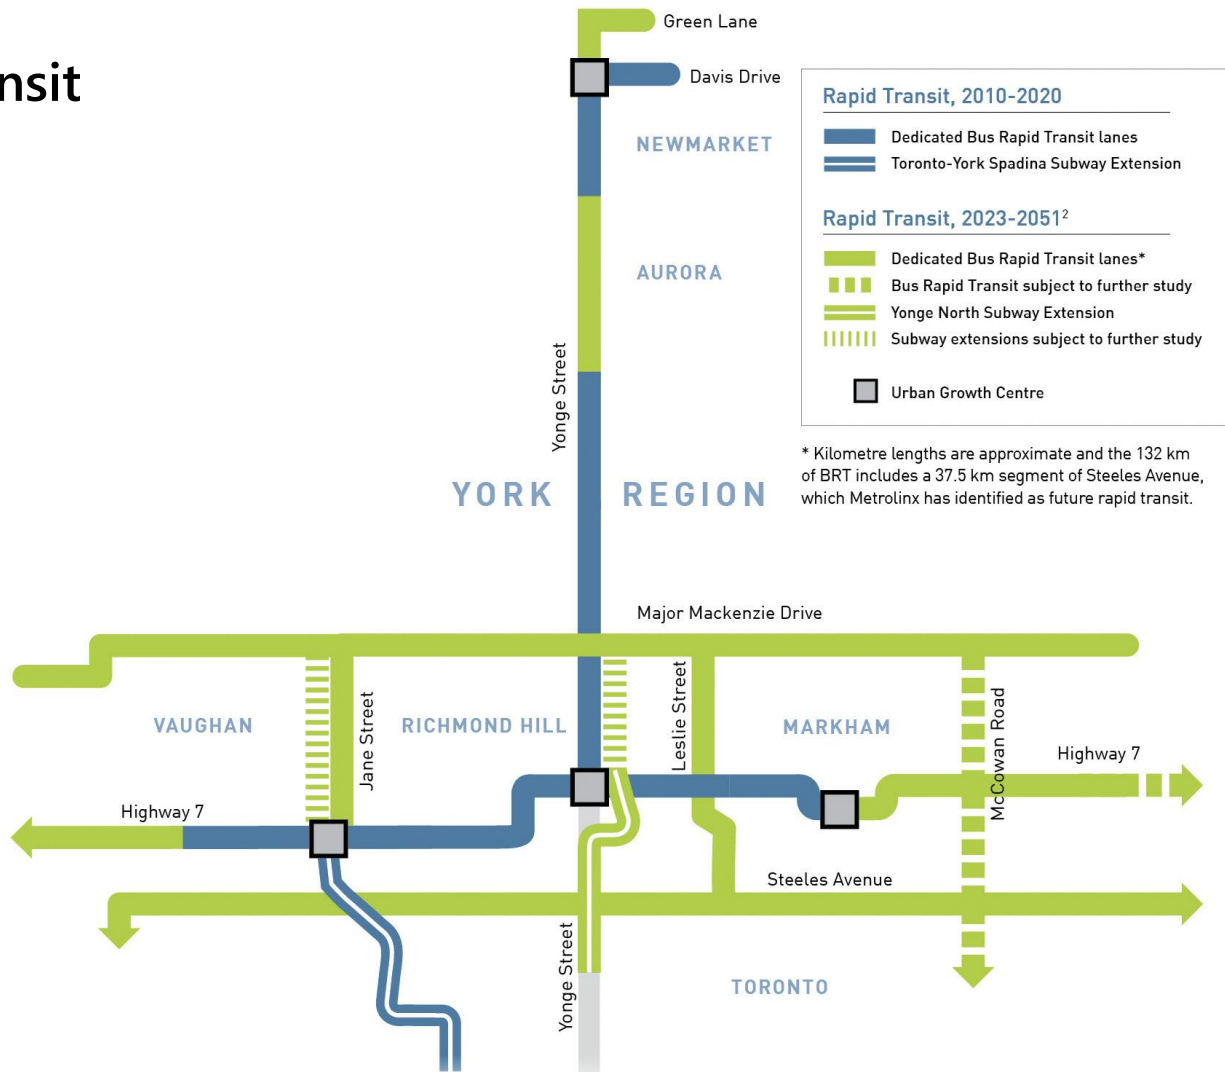 nsit
Green Lane
Davis Drive
NEWMARKET
AURORA
Yonge Street
YORK REGION
Rapid Transit, 2010-2020
Dedicated Bus Rapid Transit lanes
Toronto-York Spadina Subway Extension
Rapid Transit, 2023-2051²
Dedicated Bus Rapid Transit lanes*
Bus Rapid Transit subject to further study
Yonge North Subway Extension
Subway extensions subject to further study
Urban Growth Centre
* Kilometre lengths are approximate and the 132 km
of BRT includes a 37.5 km segment of Steeles Avenue,
which Metrolinx has identified as future rapid transit.
Major Mackenzie Drive
VAUGHAN
Jane Street
RICHMOND HILL
Leslie Street
MARKHAM
McCowan Road
Highway 7
Highway 7
Steeles Avenue
Yonge Street
TORONTO